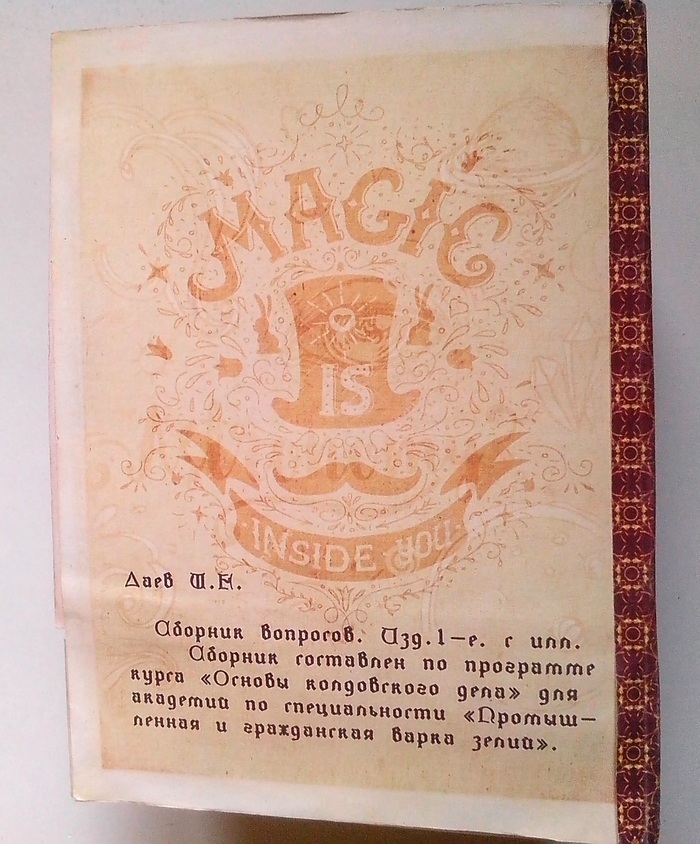 MAGIC
IS
INSIDE YOU
Даев Ш.Н.
Сборник вопросов. Изд.1-е. с илл.
Сборник составлен по программе
курса «Основы колдовского дела» для
академий по специальности «Промыш-
ленная и гражданская варка зелий».